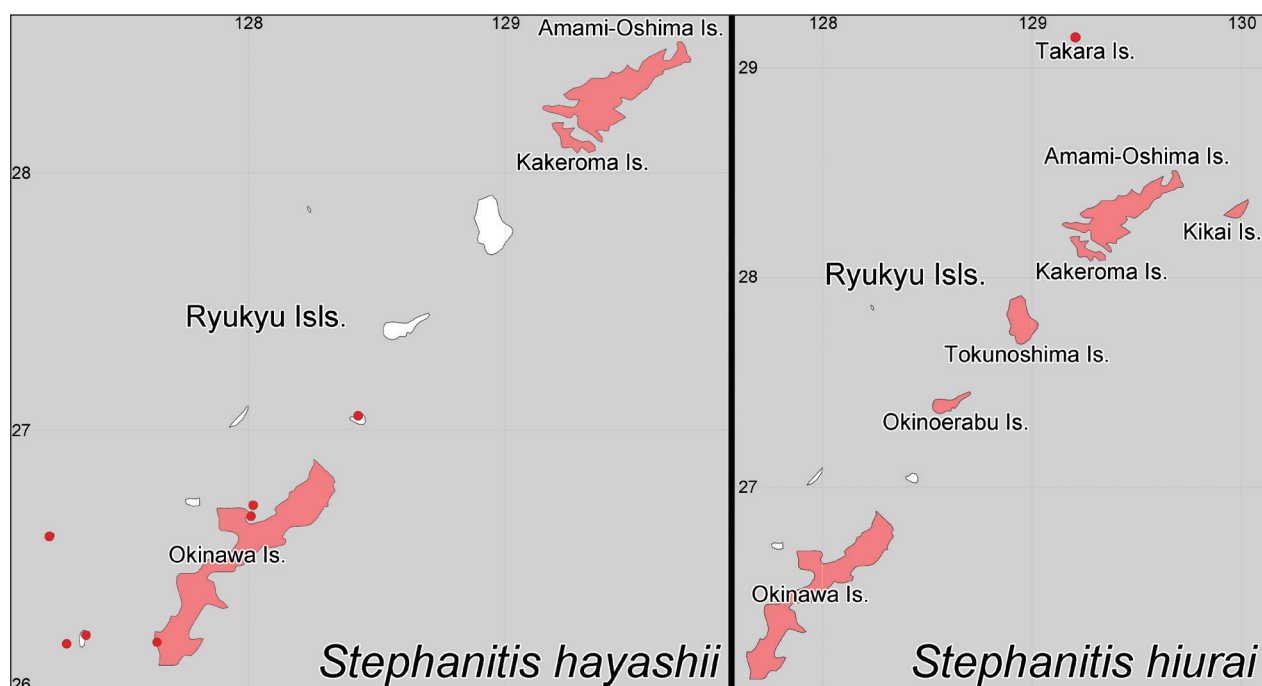 128
129
Amami-Oshima Is.
Kakeroma Is.
28
Ryukyu Isls.
27
Okinawa Is.
26
Stephanitis hayashii
128
129
130
Takara Is.
29
Amami-Oshima Is.
Kikai Is.
Kakeroma Is.
28
Ryukyu Isls.
Tokunoshima Is.
Okinoerabu Is.
27
Okinawa Is.
Stephanitis hiurai